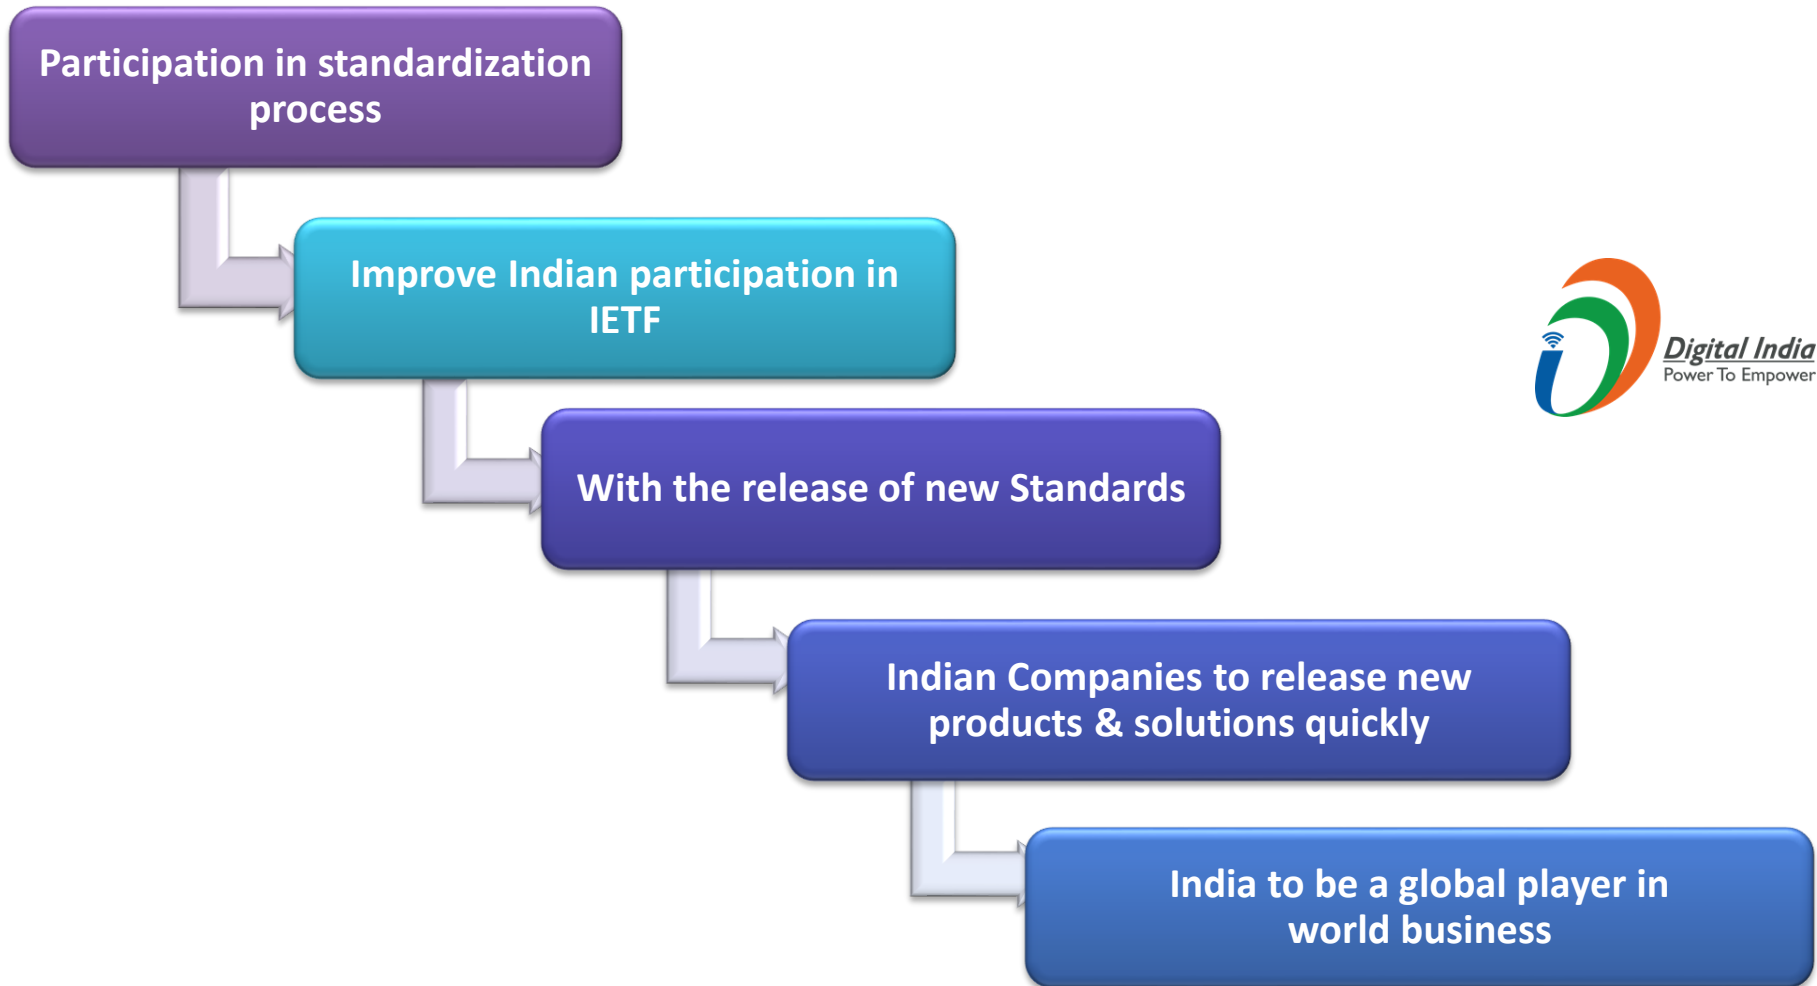 Participation in standardization
process
Improve Indian participation in
IETF
Digital India
Power To Empower
With the release of new Standards
Indian Companies to release new
products & solutions quickly
India to be a global player in
world business